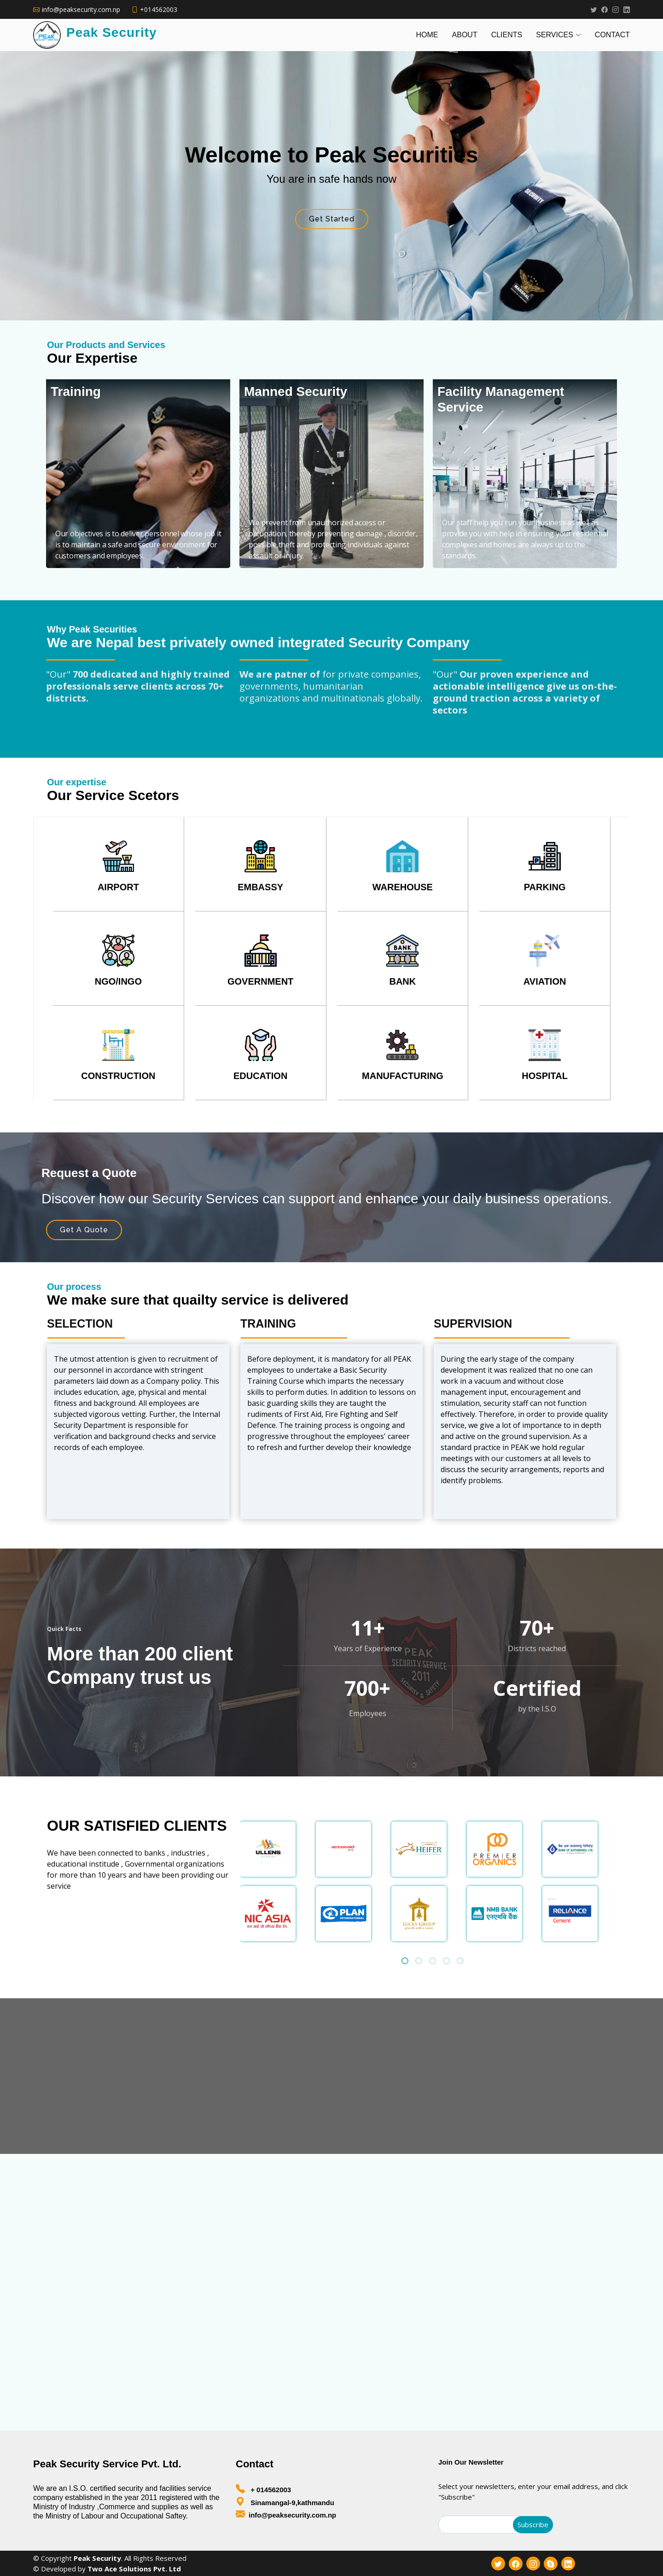 info@peaksecurity.com.np
+014562003
PEAK
Peak Security
HOME
ABOUT
CLIENTS
SERVICES
CONTACT
Welcome to Peak Securities
You are in safe hands now
Get Started
Our Products and Services
Our Expertise
Training
Our objectives is to deliver personnel whose job it
is to maintain a safe and secure environment for
customers and employees.
Manned Security
We prevent from unauthorized access or
corrupation, thereby preventing damage , disorder,
possible theft and protecting individuals against
assault or injury.
Facility Management
Service
Our staff help you run your business as well as
provide you with help in ensuring your residential
complexes and homes are always up to the
standards.
Why Peak Securities
We are Nepal best privately owned integrated Security Company
"Our" 700 dedicated and highly trained
professionals serve clients across 70+
districts.
We are patner of for private companies,
governments, humanitarian
organizations and multinationals globally.
"Our" Our proven experience and
actionable intelligence give us on-the-
ground traction across a variety of
sectors
Our expertise
Our Service Scetors
AIRPORT
EMBASSY
WAREHOUSE
PARKING
NGO/INGO
GOVERNMENT
BANK
BANK
AVIATION
CONSTRUCTION
EDUCATION
MANUFACTURING
HOSPITAL
Request a Quote
Discover how our Security Services can support and enhance your daily business operations.
Get A Quote
Our process
We make sure that quailty service is delivered
SELECTION
The utmost attention is given to recruitment of
our personnel in accordance with stringent
parameters laid down as a Company policy. This
includes education, age, physical and mental
fitness and background. All employees are
subjected vigorous vetting. Further, the Internal
Security Department is responsible for
verification and background checks and service
records of each employee.
TRAINING
Before deployment, it is mandatory for all PEAK
employees to undertake a Basic Security
Training Course which imparts the necessary
skills to perform duties. In addition to lessons on
basic guarding skills they are taught the
rudiments of First Aid, Fire Fighting and Self
Defence. The training process is ongoing and
progressive throughout the employees' career
to refresh and further develop their knowledge
SUPERVISION
During the early stage of the company
development it was realized that no one can
work in a vacuum and without close
management input, encouragement and
stimulation, security staff can not function
effectively. Therefore, in order to provide quality
service, we give a lot of importance to in depth
and active on the ground supervision. As a
standard practice in PEAK we hold regular
meetings with our customers at all levels to
discuss the security arrangements, reports and
identify problems.
Quick Facts
More than 200 client
Company trust us
11+
Years of Experience
70+
Districts reached
700+
Employees
Certified
by the I.S.O
PEAK
SECURITY SERVICE
2011
OUR SATISFIED CLIENTS
We have been connected to banks , industries ,
educational institude , Governmental organizations
for more than 10 years and have been providing our
service
ULLENS
HEIFER
PREMIER
ORGANICS
NIC ASIA
PLAN
INTERNATIONAL
LUCKY GROUP
NMB BANK
एनएमबि बैंक
RELIANCE
Cement
Peak Security Service Pvt. Ltd.
We are an I.S.O. certified security and facilities service
company established in the year 2011 registered with the
Ministry of Industry ,Commerce and supplies as well as
the Ministry of Labour and Occupational Saftey.
Contact
+ 014562003
Sinamangal-9,kathmandu
info@peaksecurity.com.np
Join Our Newsletter
Select your newsletters, enter your email address, and click
"Subscribe"
Subscribe
© Copyright Peak Security. All Rights Reserved
© Developed by Two Ace Solutions Pvt. Ltd